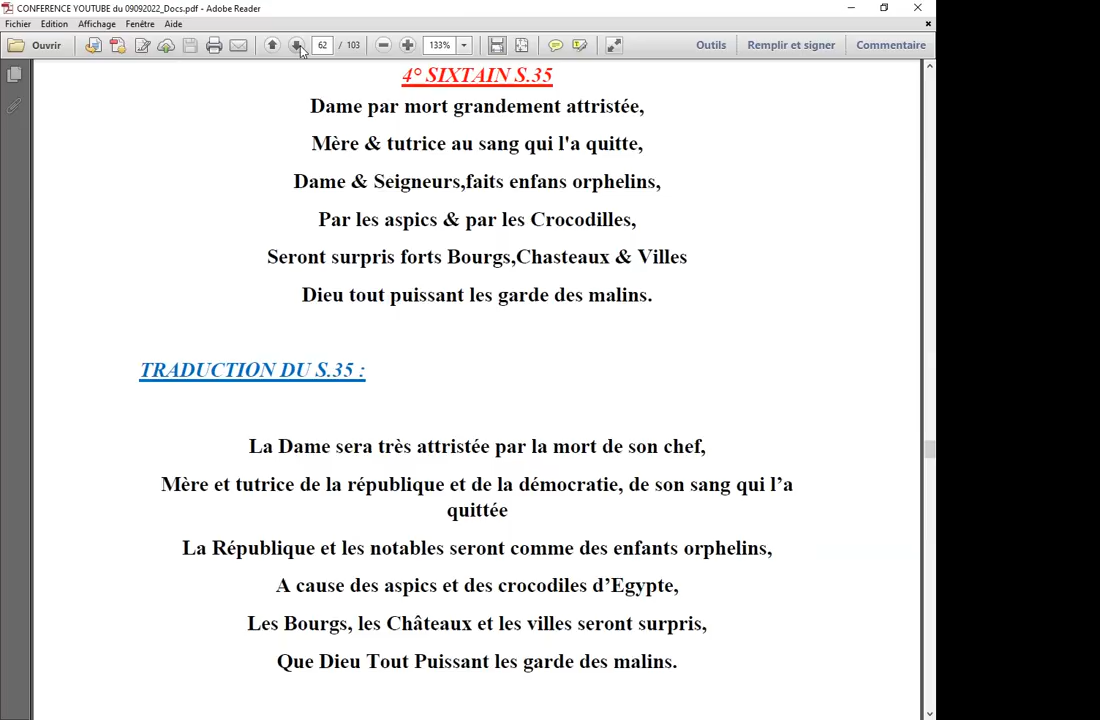 CONFERENCE YOUTUBE du 09092022_Docs.pdf - Adobe Reader
Fichier Edition Affichage Fenêtre Aide
Ouvrir 62 / 103 133% Outils Remplir et signer Commentaire
4° SIXTAIN S.35
Dame par mort grandement attristée,
Mère & tutrice au sang qui l'a quitte,
Dame & Seigneurs,faits enfans orphelins,
Par les aspics & par les Crocodilles,
Seront surpris forts Bourgs,Chasteaux & Villes
Dieu tout puissant les garde des malins.
TRADUCTION DU S.35 :
La Dame sera très attristée par la mort de son chef,
Mère et tutrice de la république et de la démocratie, de son sang qui l’a
quittée
La République et les notables seront comme des enfants orphelins,
A cause des aspics et des crocodiles d’Egypte,
Les Bourgs, les Châteaux et les villes seront surpris,
Que Dieu Tout Puissant les garde des malins.